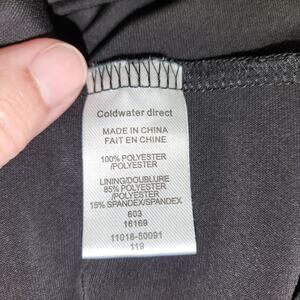 Coldwater direct
MADE IN CHINA
FAIT EN CHINE
100% POLYESTER
/POLYESTER
LINING/DOUBLURE
85% POLYESTER
/POLYESTER
15% SPANDEX/SPANDEX
603
16169
11018-50091
119